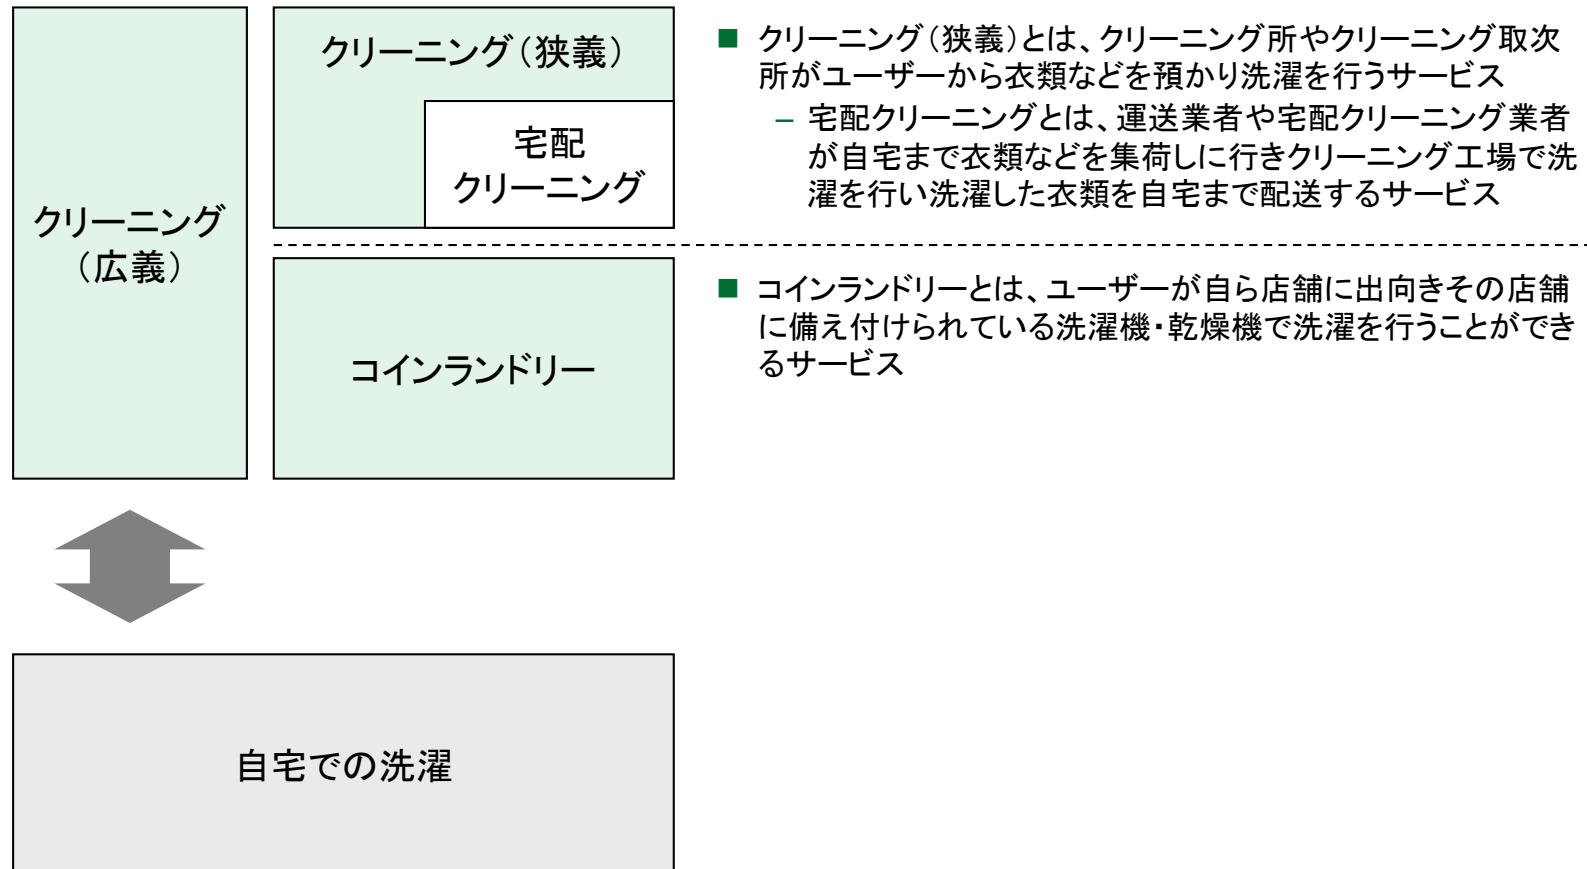 クリーニング
（広義）
クリーニング（狭義）
宅配
クリーニング
■ クリーニング（狭義）とは、クリーニング所やクリーニング取次
所がユーザーから衣類などを預かり洗濯を行うサービス
– 宅配クリーニングとは、運送業者や宅配クリーニング業者
が自宅まで衣類などを集荷しに行きクリーニング工場で洗
濯を行い洗濯した衣類を自宅まで配送するサービス
コインランドリー
■ コインランドリーとは、ユーザーが自ら店舗に出向きその店舗
に備え付けられている洗濯機・乾燥機で洗濯を行うことができ
るサービス
自宅での洗濯